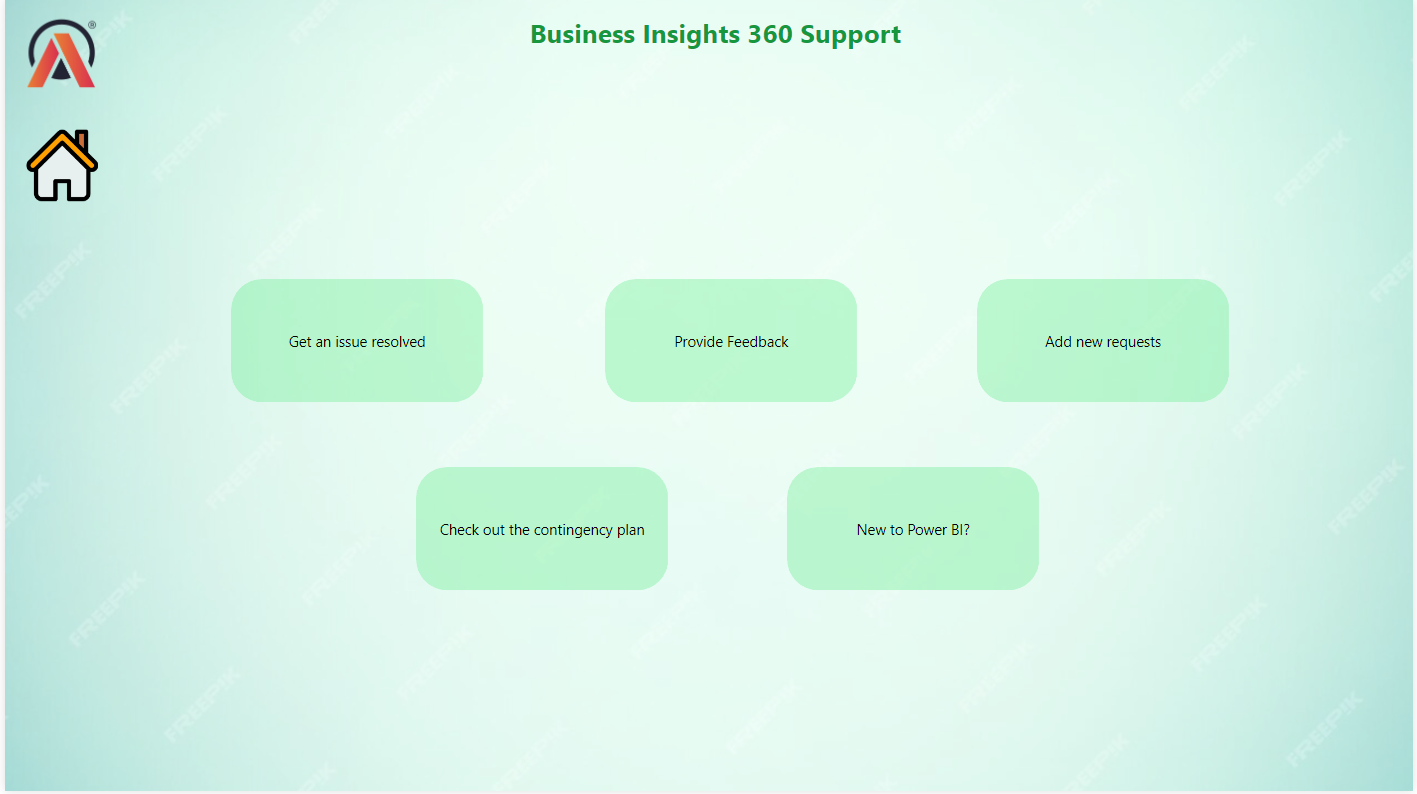 Business Insights 360 Support
Get an issue resolved
Provide Feedback
Add new requests
Check out the contingency plan
New to Power BI?
FREEPIK